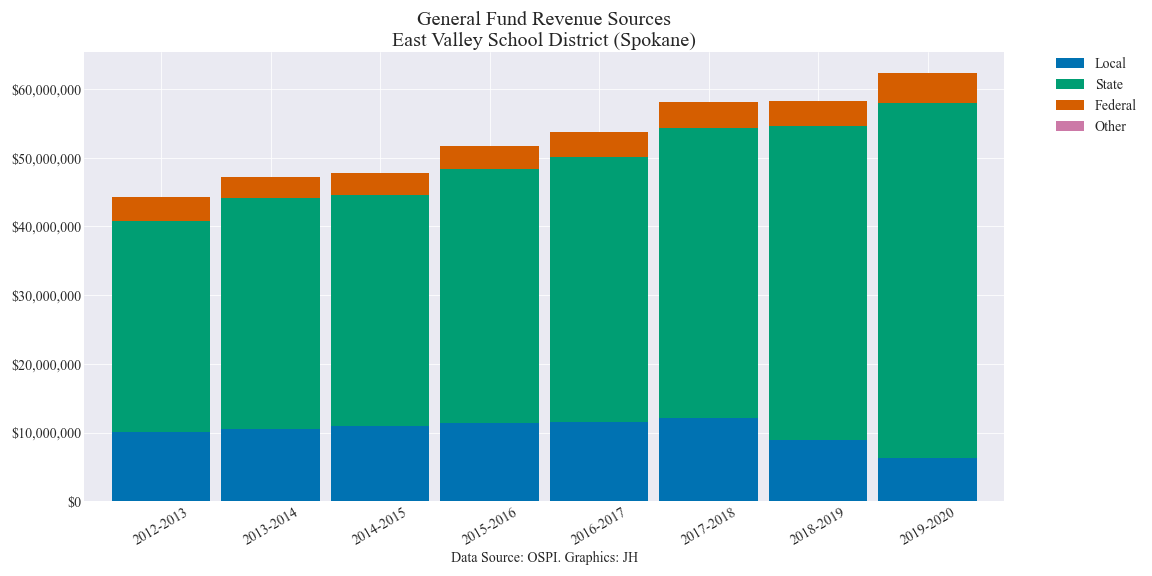 General Fund Revenue Sources
East Valley School District (Spokane)
Local
State
Federal
Other
$60,000,000
$50,000,000
$40,000,000
$30,000,000
$20,000,000
$10,000,000
$0
2012-2013
2013-2014
2014-2015
2015-2016
2016-2017
2017-2018
2018-2019
2019-2020
Data Source: OSPI. Graphics: JH